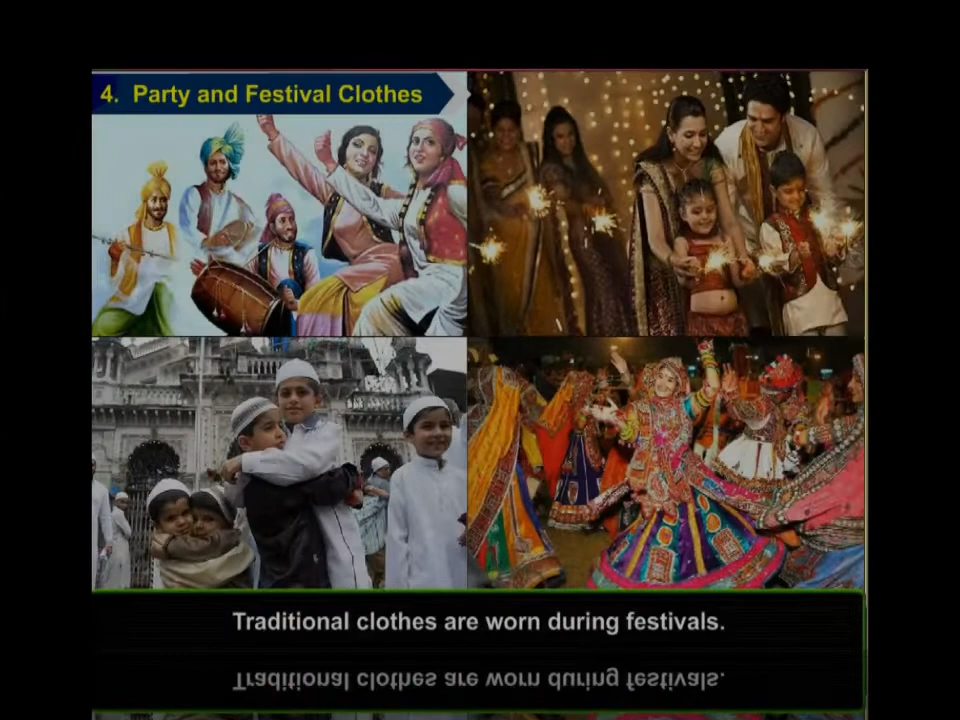 4. Party and Festival Clothes
Traditional clothes are worn during festivals.